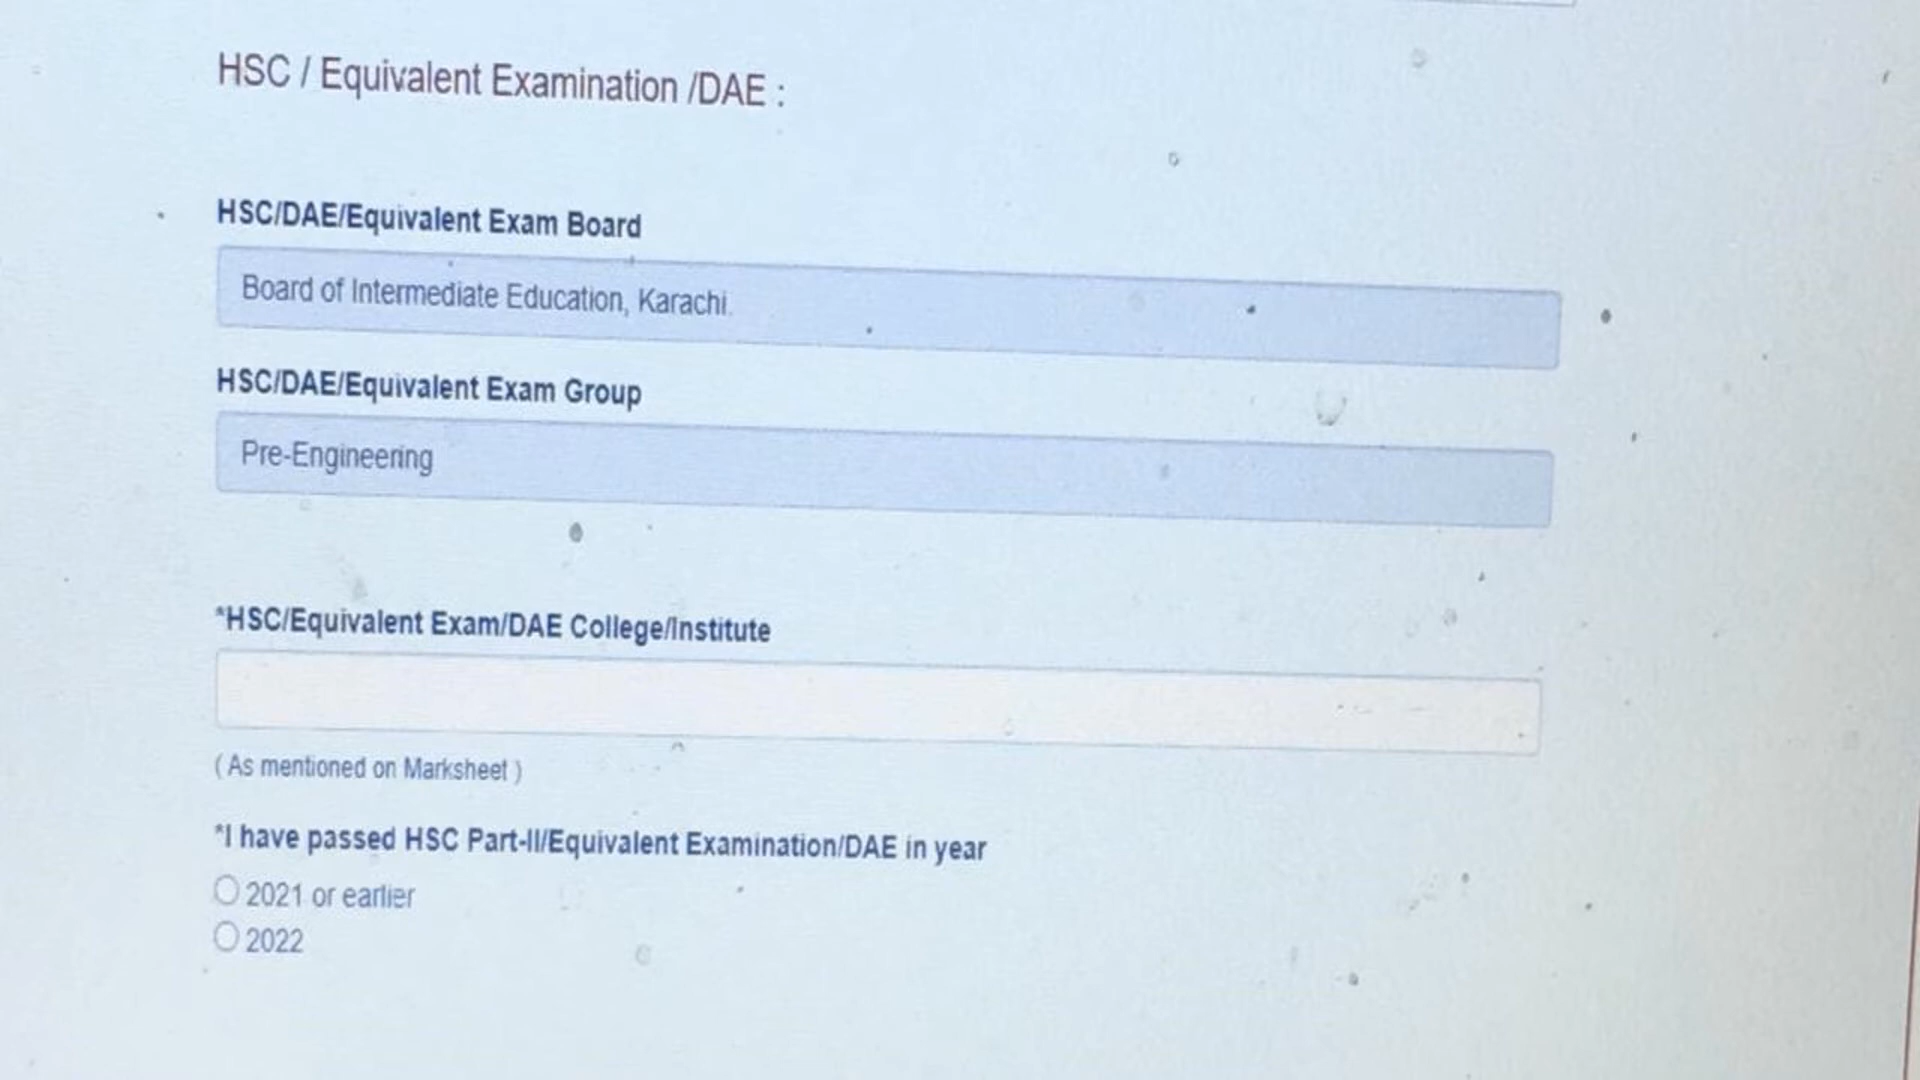 HSC / Equivalent Examination /DAE :
HSC/DAE/Equivalent Exam Board
Board of Intermediate Education, Karachi.
HSC/DAE/Equivalent Exam Group
Pre-Engineering
*HSC/Equivalent Exam/DAE College/Institute
( As mentioned on Marksheet )
*I have passed HSC Part-II/Equivalent Examination/DAE in year
2021 or earlier
2022